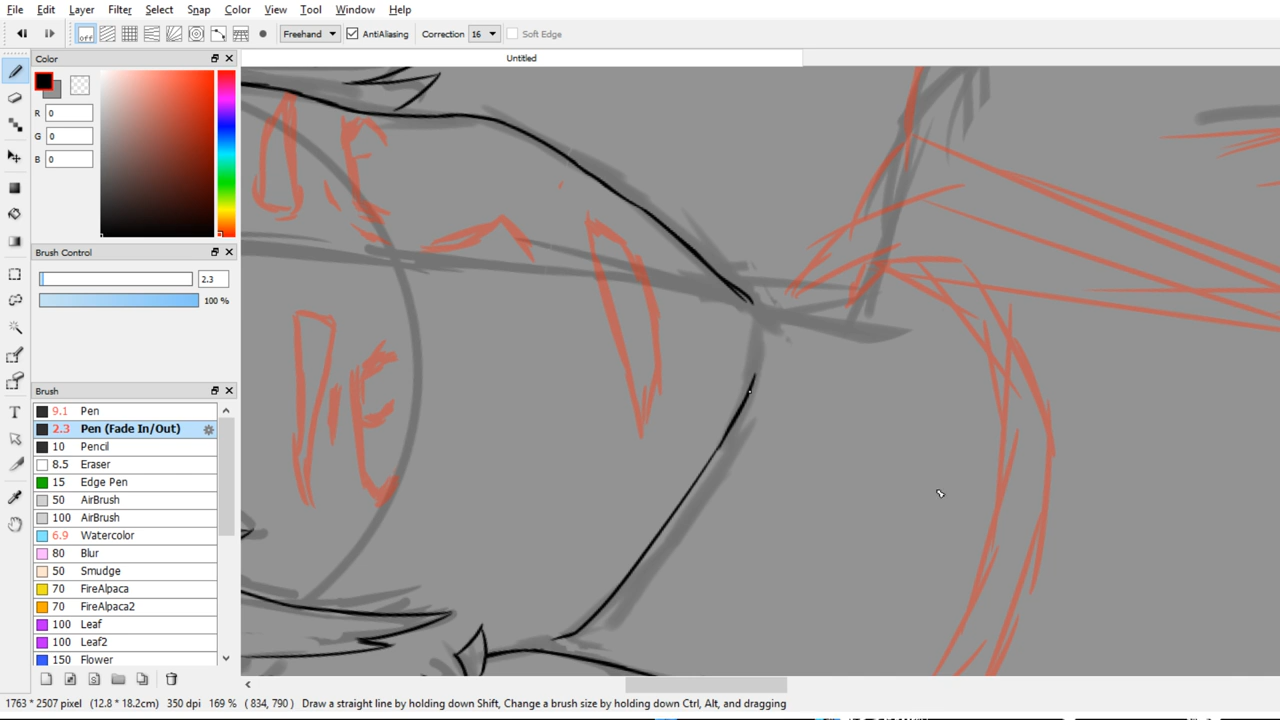 File Edit Layer Filter Select Snap Color View Tool Window Help
off Freehand AntiAliasing Correction 16 Soft Edge
Color
Untitled
R 0
G 0
B 0
Brush Control
2.3
100 %
Brush
9.1 Pen
2.3 Pen (Fade In/Out)
10 Pencil
8.5 Eraser
15 Edge Pen
50 AirBrush
100 AirBrush
6.9 Watercolor
80 Blur
50 Smudge
70 FireAlpaca
70 FireAlpaca2
100 Leaf
100 Leaf2
150 Flower
DIE
1763 * 2507 pixel (12.8 * 18.2cm) 350 dpi 169 % ( 834, 790 ) Draw a straight line by holding down Shift, Change a brush size by holding down Ctrl, Alt, and dragging